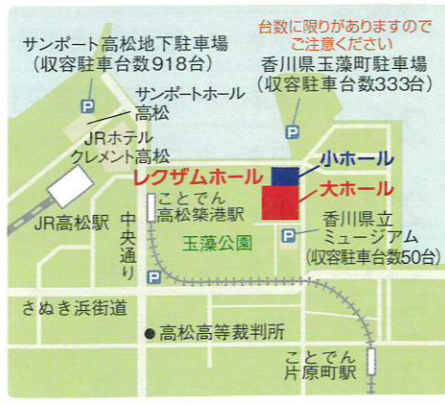 台数に限りがありますので
ご注意ください
サンポート高松地下駐車場
(収容駐車台数918台)
香川県玉藻町駐車場
(収容駐車台数333台)
P
サンポートホール
高松
P
JRホテル
クレメント高松
小ホール
レクザムホール
大ホール
ことでん
高松築港駅
JR高松駅
中央通り
玉藻公園
P
香川県立
ミュージアム
(収容駐車台数50台)
P
さぬき浜街道
高松高等裁判所
ことでん
片原町駅